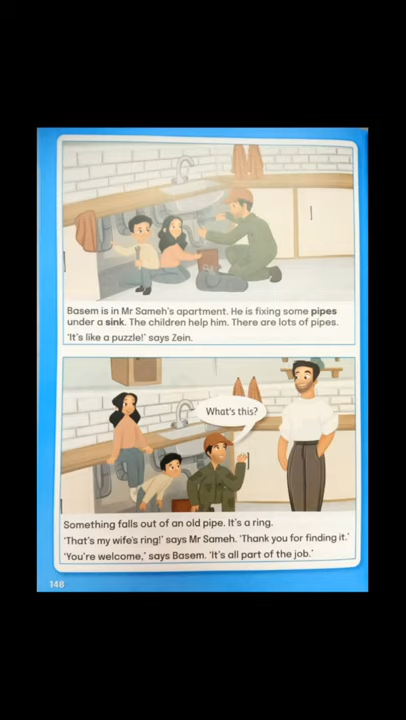 Basem is in Mr Sameh's apartment. He is fixing some pipes
under a sink. The children help him. There are lots of pipes.
'It's like a puzzle!' says Zein.
What's this?
Something falls out of an old pipe. It's a ring.
'That's my wife's ring!' says Mr Sameh. 'Thank you for finding it.'
'You're welcome,' says Basem. 'It's all part of the job.'
148